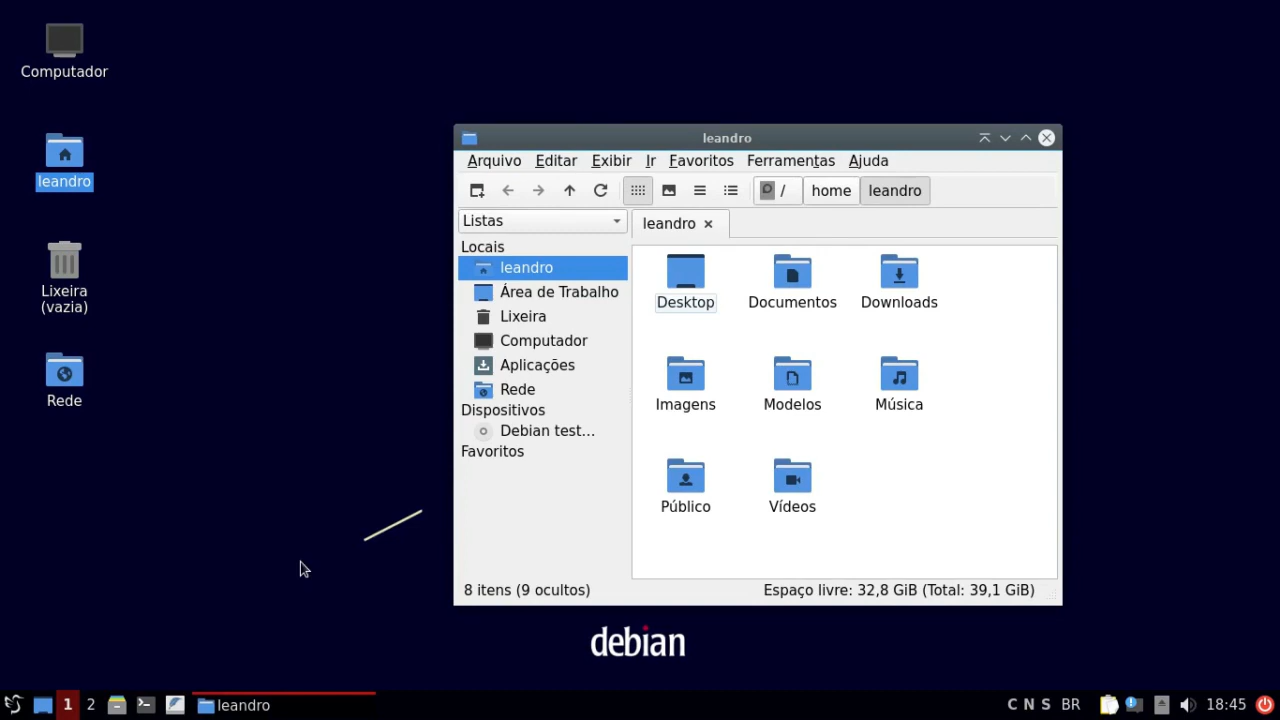 Computador
leandro
Lixeira
(vazia)
Rede
leandro
Arquivo Editar Exibir Ir Favoritos Ferramentas Ajuda
/ home leandro
Listas
leandro
Locais
leandro
Área de Trabalho
Lixeira
Computador
Aplicações
Rede
Dispositivos
Debian test...
Favoritos
Desktop Documentos Downloads
Imagens Modelos Música
Público Vídeos
8 itens (9 ocultos) Espaço livre: 32,8 GiB (Total: 39,1 GiB)
debian
1 2 leandro C N S BR 18:45